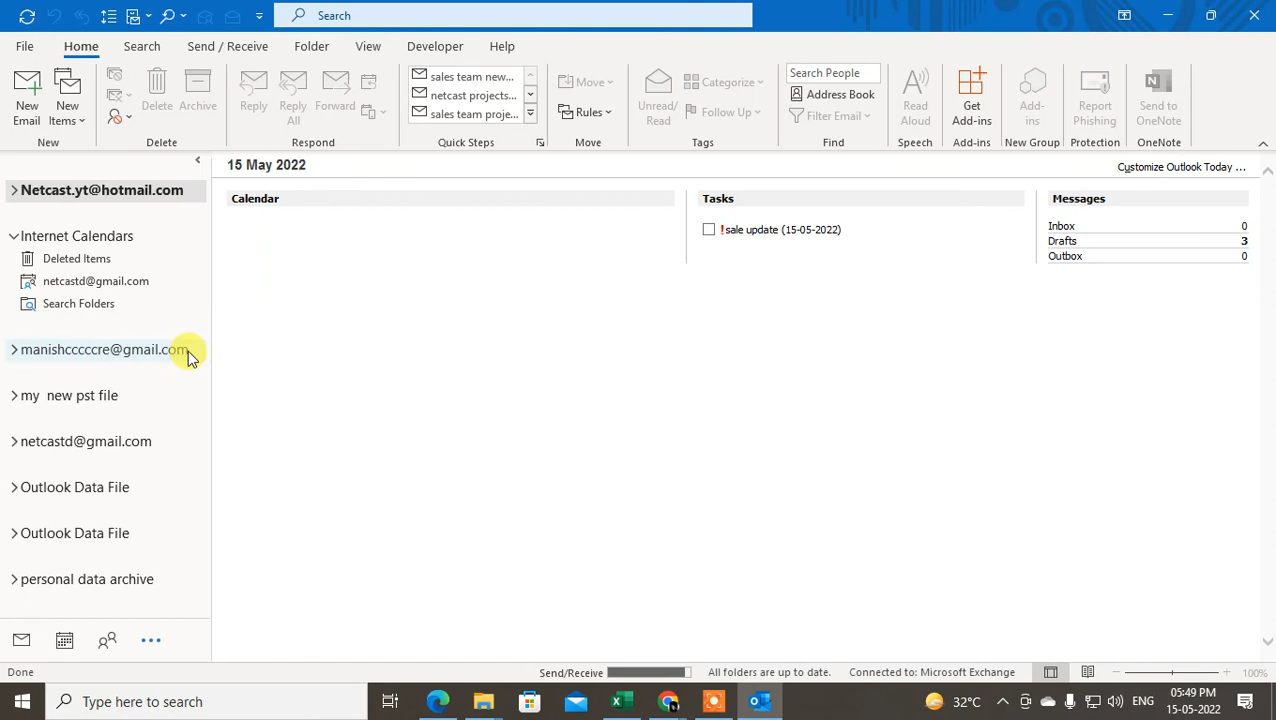 Search
File
Home
Search
Send / Receive
Folder
View
Developer
Help
New
Email
New
Items
Delete
Archive
Reply
Reply
All
Forward
sales team new...
netcast projects...
sales team proje...
Move
Rules
Unread/
Read
Categorize
Follow Up
Search People
Address Book
Filter Email
Read
Aloud
Get
Add-ins
Add-
ins
Report
Phishing
Send to
OneNote
New
Delete
Respond
Quick Steps
Move
Tags
Find
Speech
Add-ins
New Group
Protection
OneNote
Netcast.yt@hotmail.com
Internet Calendars
Deleted Items
netcastd@gmail.com
Search Folders
manishcccccre@gmail.com
my new pst file
netcastd@gmail.com
Outlook Data File
Outlook Data File
personal data archive
15 May 2022
Customize Outlook Today ...
Calendar
Tasks
!sale update (15-05-2022)
Messages
Inbox 0
Drafts 3
Outbox 0
Done
Send/Receive
All folders are up to date.
Connected to: Microsoft Exchange
100%
Type here to search
32°C
ENG
05:49 PM
15-05-2022